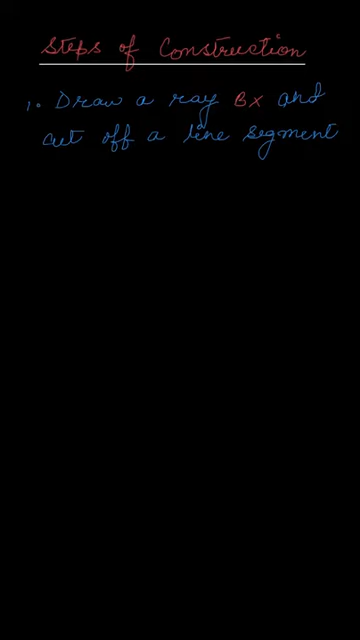 Steps of Construction
1. Draw a ray BX and
cut off a line segment